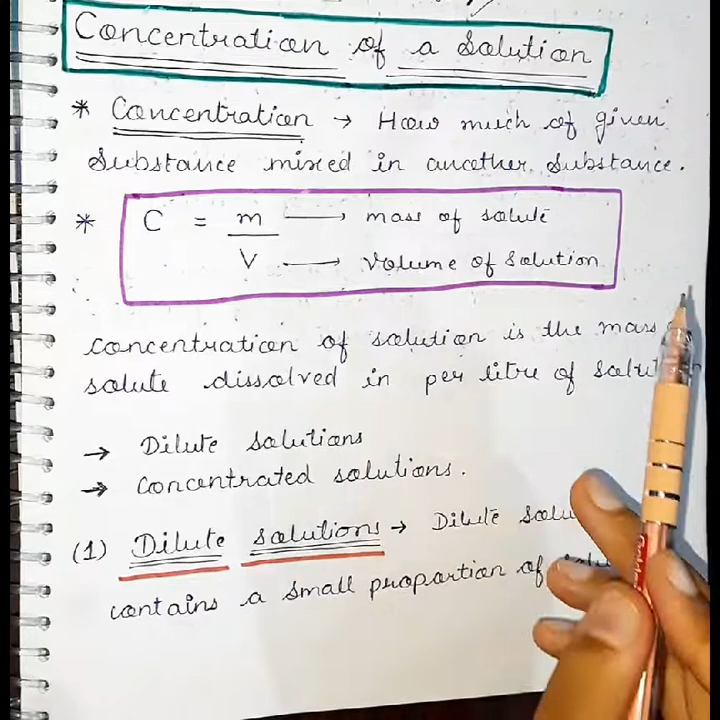 Concentration of a Solution
* Concentration → How much of given
substance mixed in another substance.
* C = m → mass of solute
V → Volume of solution
concentration of solution is the mass
solute dissolved in per litre of
→ Dilute solutions
→ Concentrated solutions.
(1) Dilute solutions → Dilute
contains a small proportion of